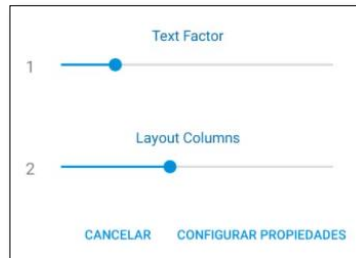 Text Factor
1
Layout Columns
2
CANCELAR CONFIGURAR PROPIEDADES